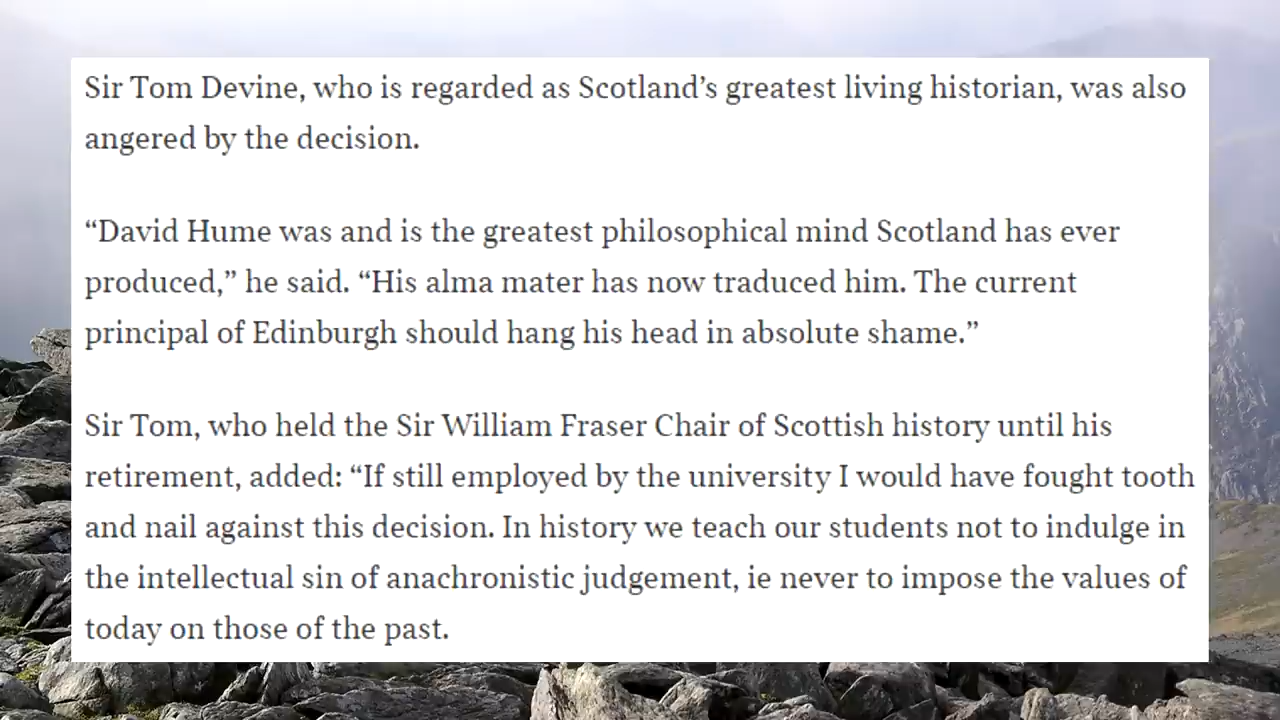 Sir Tom Devine, who is regarded as Scotland’s greatest living historian, was also
angered by the decision.
“David Hume was and is the greatest philosophical mind Scotland has ever
produced,” he said. “His alma mater has now traduced him. The current
principal of Edinburgh should hang his head in absolute shame.”
Sir Tom, who held the Sir William Fraser Chair of Scottish history until his
retirement, added: “If still employed by the university I would have fought tooth
and nail against this decision. In history we teach our students not to indulge in
the intellectual sin of anachronistic judgement, ie never to impose the values of
today on those of the past.